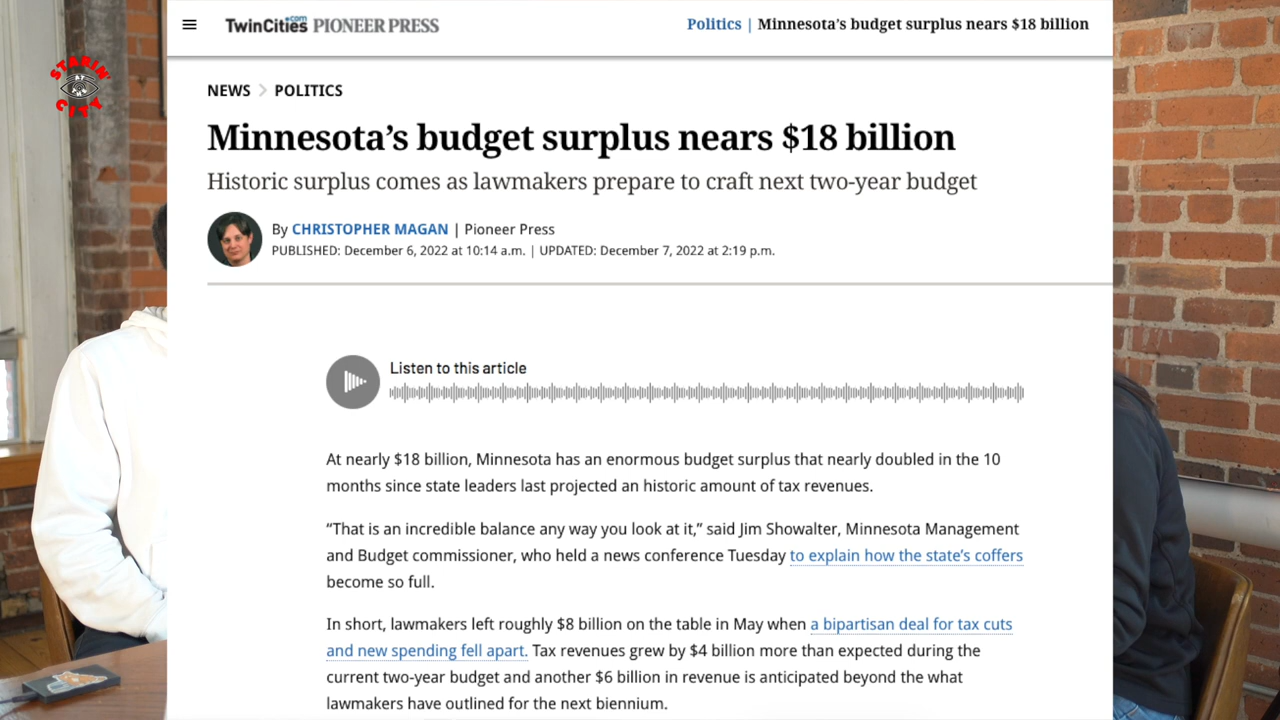 TwinCities.com PIONEER PRESS
Politics | Minnesota’s budget surplus nears $18 billion
STARIN’
AT THE
CITY
NEWS > POLITICS
Minnesota’s budget surplus nears $18 billion
Historic surplus comes as lawmakers prepare to craft next two-year budget
By CHRISTOPHER MAGAN | Pioneer Press
PUBLISHED: December 6, 2022 at 10:14 a.m. | UPDATED: December 7, 2022 at 2:19 p.m.
Listen to this article
At nearly $18 billion, Minnesota has an enormous budget surplus that nearly doubled in the 10
months since state leaders last projected an historic amount of tax revenues.
“That is an incredible balance any way you look at it,” said Jim Showalter, Minnesota Management
and Budget commissioner, who held a news conference Tuesday to explain how the state’s coffers
become so full.
In short, lawmakers left roughly $8 billion on the table in May when a bipartisan deal for tax cuts
and new spending fell apart. Tax revenues grew by $4 billion more than expected during the
current two-year budget and another $6 billion in revenue is anticipated beyond the what
lawmakers have outlined for the next biennium.